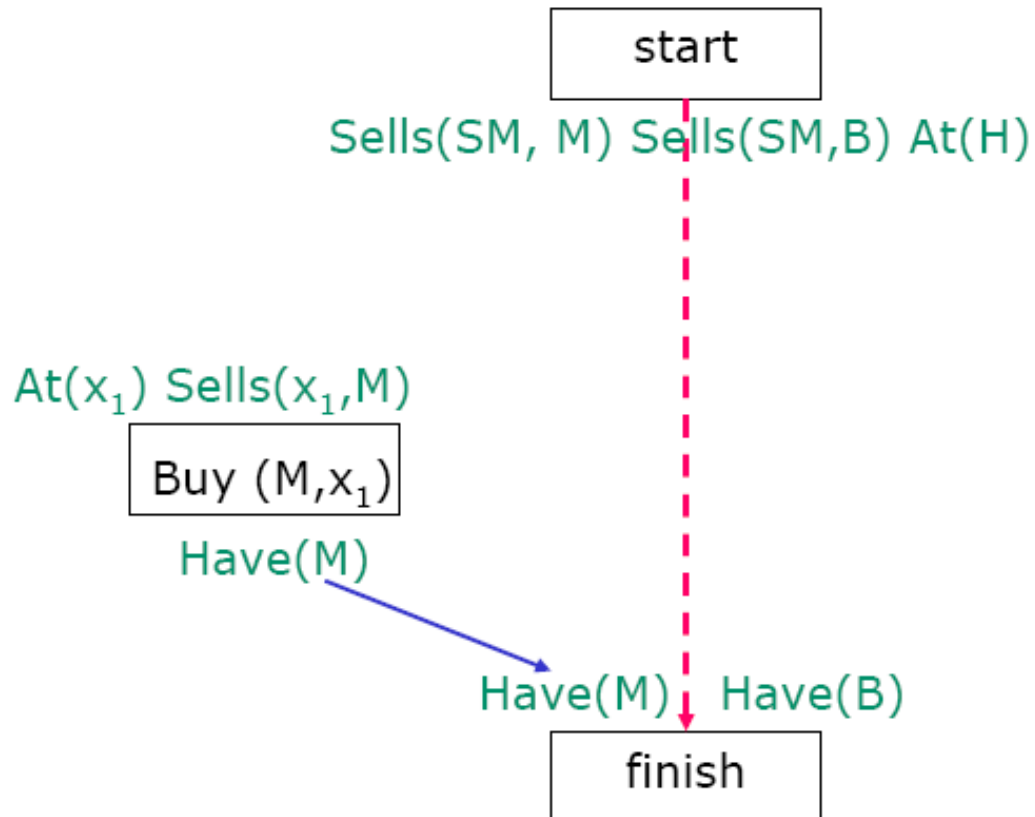 start
Sells(SM, M) Sells(SM,B) At(H)
At(x₁) Sells(x₁,M)
Buy (M,x₁)
Have(M)
Have(M) Have(B)
finish